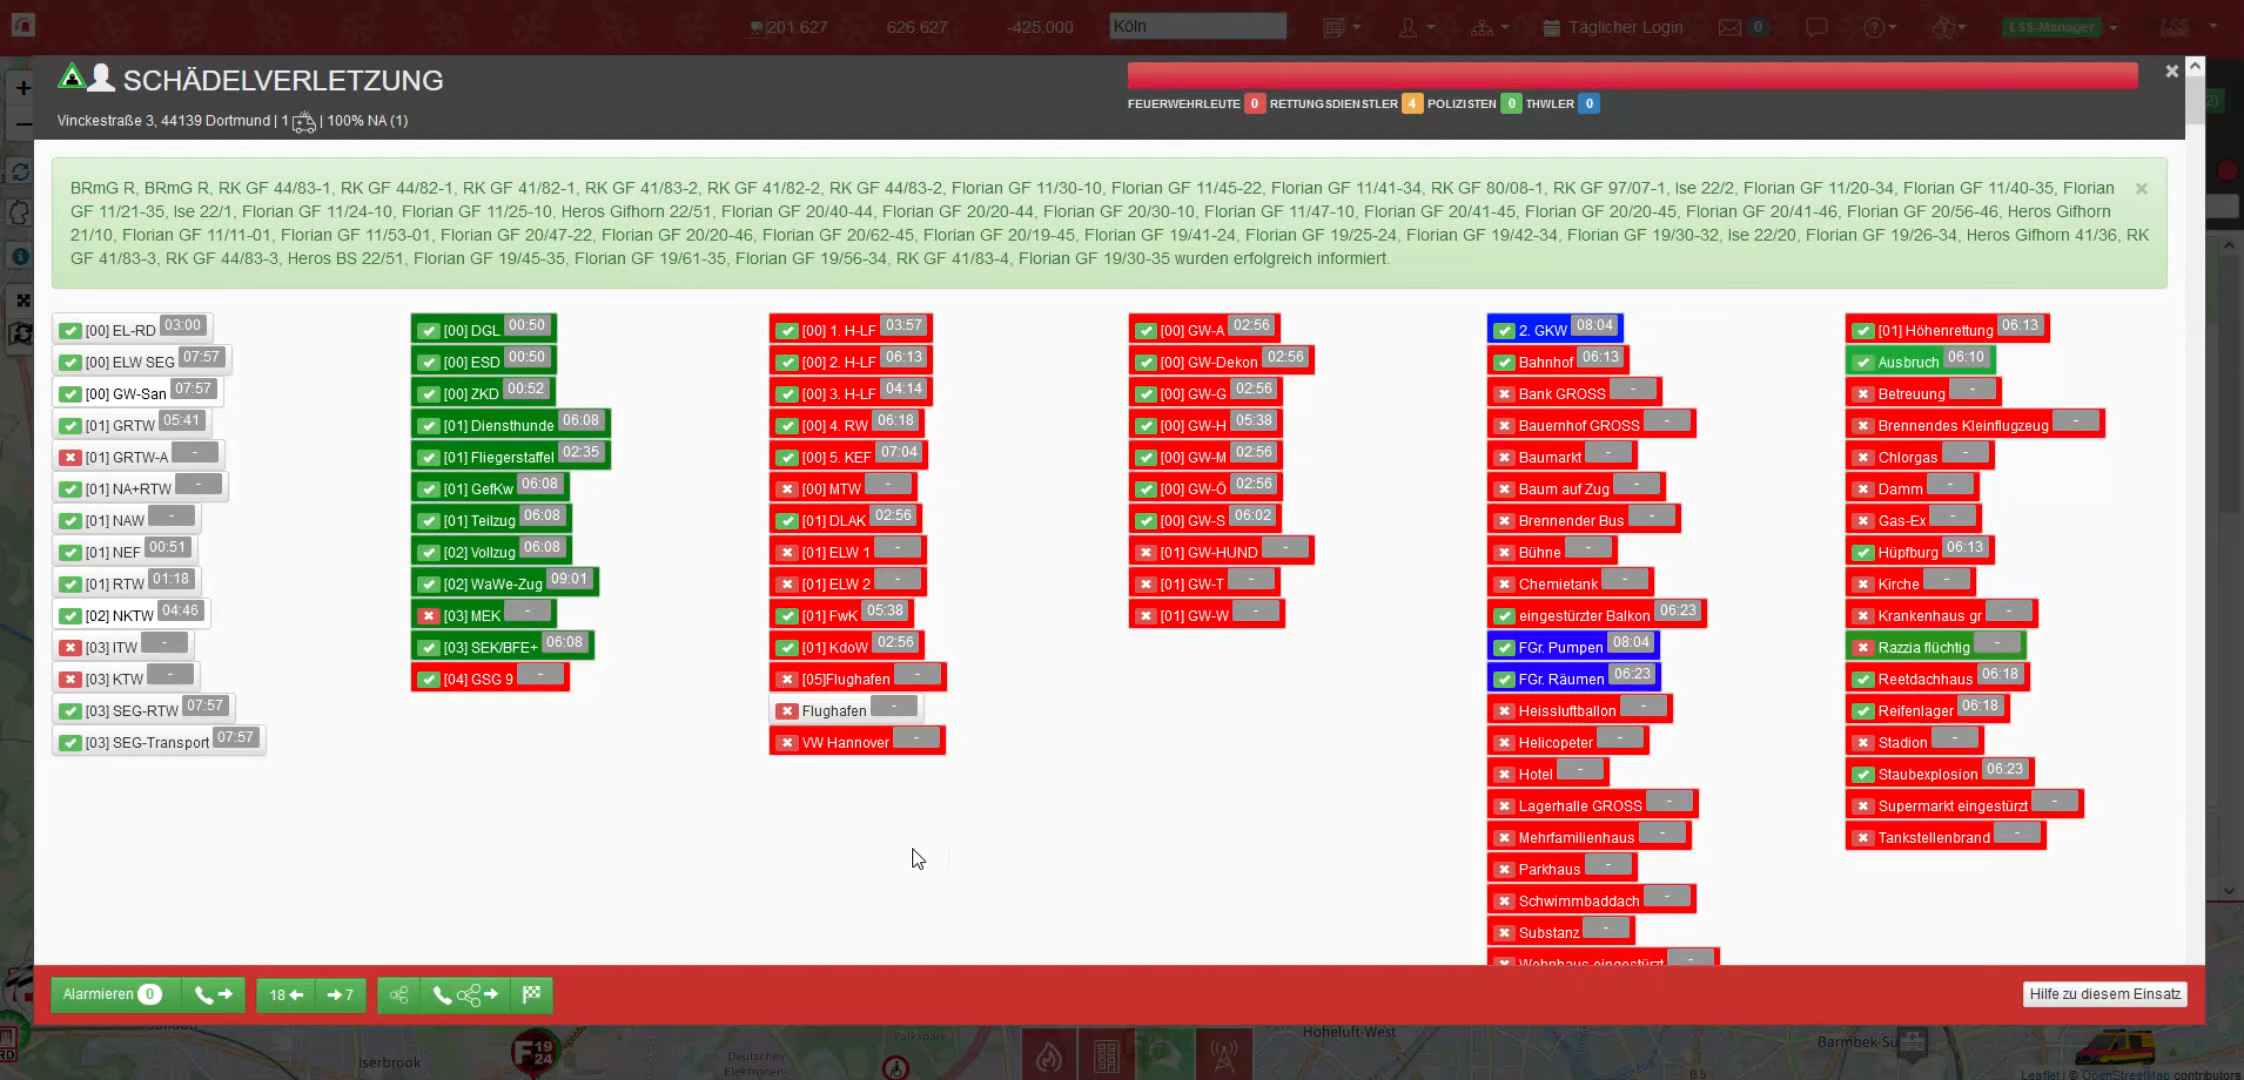 201.627 626.627 -425.000 Köln Täglicher Login 0 LSS-Manager
SCHÄDELVERLETZUNG
Vinckestraße 3, 44139 Dortmund | 1 | 100% NA (1)
FEUERWEHRLEUTE 0 RETTUNGSDIENSTLER 4 POLIZISTEN 0 THWLER 0
BRmG R, BRmG R, RK GF 44/83-1, RK GF 44/82-1, RK GF 41/82-1, RK GF 41/83-2, RK GF 41/82-2, RK GF 44/83-2, Florian GF 11/30-10, Florian GF 11/45-22, Florian GF 11/41-34, RK GF 80/08-1, RK GF 97/07-1, Ise 22/2, Florian GF 11/20-34, Florian GF 11/40-35, Florian
GF 11/21-35, Ise 22/1, Florian GF 11/24-10, Florian GF 11/25-10, Heros Gifhorn 22/51, Florian GF 20/40-44, Florian GF 20/20-44, Florian GF 20/30-10, Florian GF 11/47-10, Florian GF 20/41-45, Florian GF 20/20-45, Florian GF 20/41-46, Florian GF 20/56-46, Heros Gifhorn
21/10, Florian GF 11/11-01, Florian GF 11/53-01, Florian GF 20/47-22, Florian GF 20/20-46, Florian GF 20/62-45, Florian GF 20/19-45, Florian GF 19/41-24, Florian GF 19/25-24, Florian GF 19/42-34, Florian GF 19/30-32, Ise 22/20, Florian GF 19/26-34, Heros Gifhorn 41/36, RK
GF 41/83-3, RK GF 44/83-3, Heros BS 22/51, Florian GF 19/45-35, Florian GF 19/61-35, Florian GF 19/56-34, RK GF 41/83-4, Florian GF 19/30-35 wurden erfolgreich informiert.
[00] EL-RD 03:00
[00] ELW SEG 07:57
[00] GW-San 07:57
[01] GRTW 05:41
[01] GRTW-A -
[01] NA+RTW -
[01] NAW -
[01] NEF 00:51
[01] RTW 01:18
[02] NKTW 04:46
[03] ITW -
[03] KTW -
[03] SEG-RTW 07:57
[03] SEG-Transport 07:57
[00] DGL 00:50
[00] ESD 00:50
[00] ZKD 00:52
[01] Diensthunde 06:08
[01] Fliegerstaffel 02:35
[01] GefKw 06:08
[01] Teilzug 06:08
[02] Vollzug 06:08
[02] WaWe-Zug 09:01
[03] MEK -
[03] SEK/BFE+ 06:08
[04] GSG 9 -
[00] 1. H-LF 03:57
[00] 2. H-LF 06:13
[00] 3. H-LF 04:14
[00] 4. RW 06:18
[00] 5. KEF 07:04
[00] MTW -
[01] DLAK 02:56
[01] ELW 1 -
[01] ELW 2 -
[01] FwK 05:38
[01] KdoW 02:56
[05]Flughafen -
Flughafen -
VW Hannover -
[00] GW-A 02:56
[00] GW-Dekon 02:56
[00] GW-G 02:56
[00] GW-H 05:38
[00] GW-M 02:56
[00] GW-Ö 02:56
[00] GW-S 06:02
[01] GW-HUND -
[01] GW-T -
[01] GW-W -
2. GKW 08:04
Bahnhof 06:13
Bank GROSS -
Bauernhof GROSS -
Baumarkt -
Baum auf Zug -
Brennender Bus -
Bühne -
Chemietank -
eingestürzter Balkon 06:23
FGr. Pumpen 08:04
FGr. Räumen 06:23
Heissluftballon -
Helicopeter -
Hotel -
Lagerhalle GROSS -
Mehrfamilienhaus -
Parkhaus -
Schwimmbaddach -
Substanz -
Wohnhaus eingestürzt -
[01] Höhenrettung 06:13
Ausbruch 06:10
Betreuung -
Brennendes Kleinflugzeug -
Chlorgas -
Damm -
Gas-Ex -
Hüpfburg 06:13
Kirche -
Krankenhaus gr -
Razzia flüchtig -
Reetdachhaus 06:18
Reifenlager 06:18
Stadion -
Staubexplosion 06:23
Supermarkt eingestürzt -
Tankstellenbrand -
Alarmieren 0 18 7 Hilfe zu diesem Einsatz
Iserbrook
F 19 24
Volkspark
Deutsches
Elektronen-
Hoheluft-West
Barmbek-Sü
B 5
Leaflet | © OpenStreetMap contributors